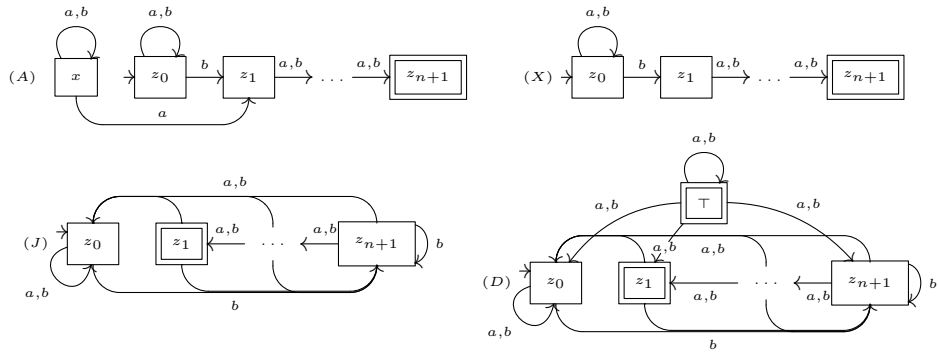 a,b a,b a,b
(A) x z0 b z1 a,b ... a,b zn+1 (X) z0 b z1 a,b ... a,b zn+1
a
a,b
a,b
(J) z0 z1 a,b ... a,b zn+1 b
a,b
b
⊤
a,b a,b
a,b a,b
(D) z0 z1 a,b ... a,b zn+1 b
a,b
b